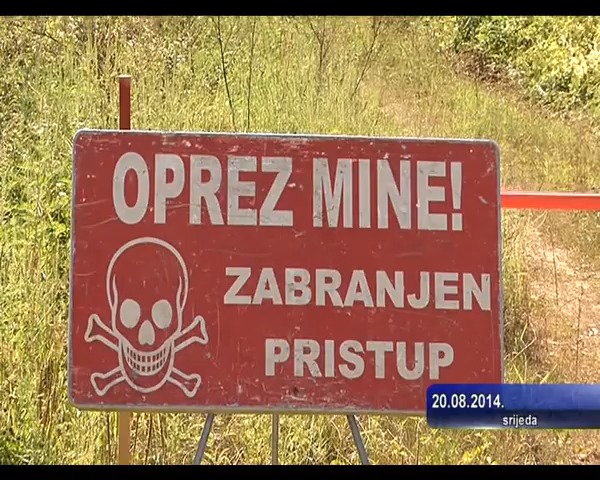 OPREZ MINE!
ZABRANJEN
PRISTUP
20.08.2014.
srijeda